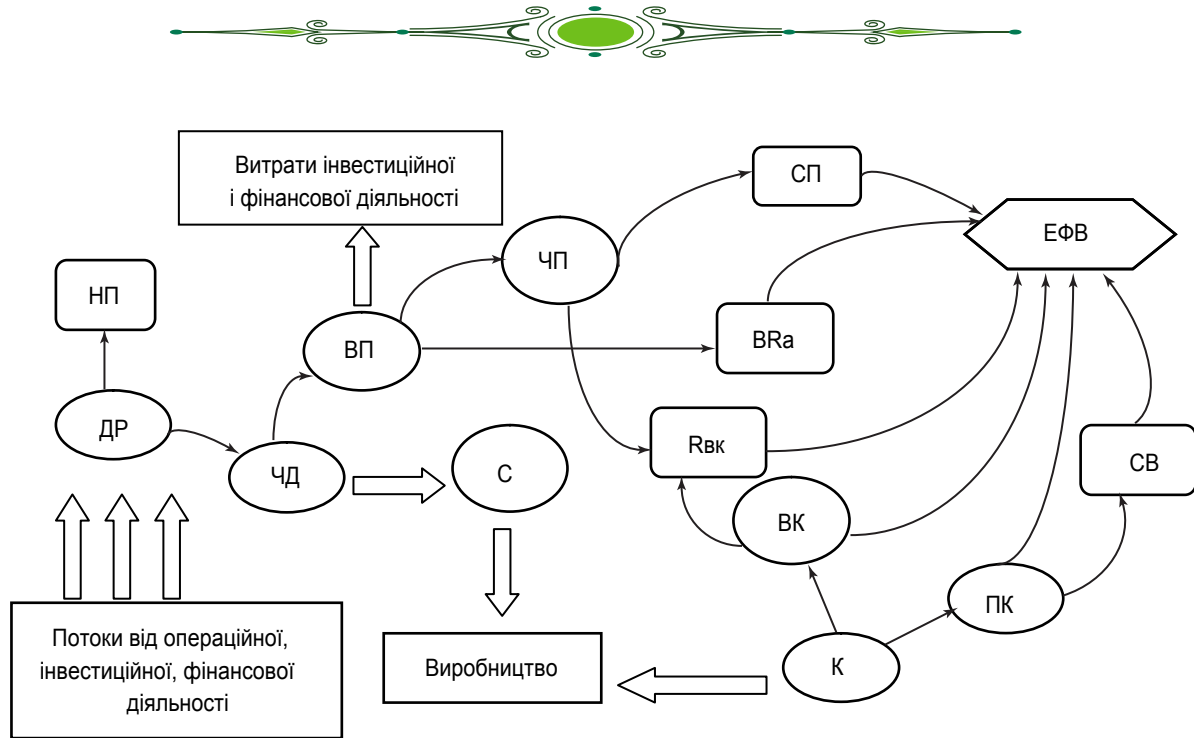 Витрати інвестиційної
і фінансової діяльності
СП
ЕФВ
ЧП
НП
ВП
BRa
ДР
ЧД
С
Rвк
СВ
ВК
ПК
К
Потоки від операційної,
інвестиційної, фінансової
діяльності
Виробництво